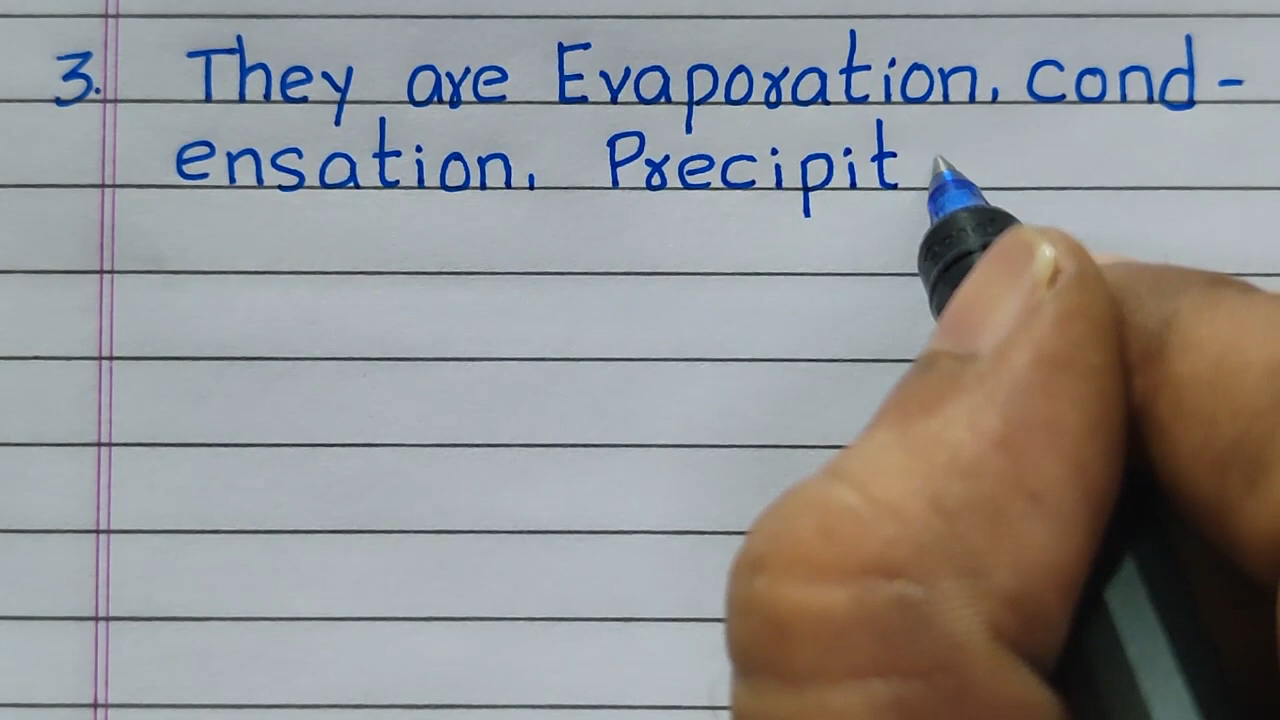 3. They are Evaporation, cond-
ensation, Precipit